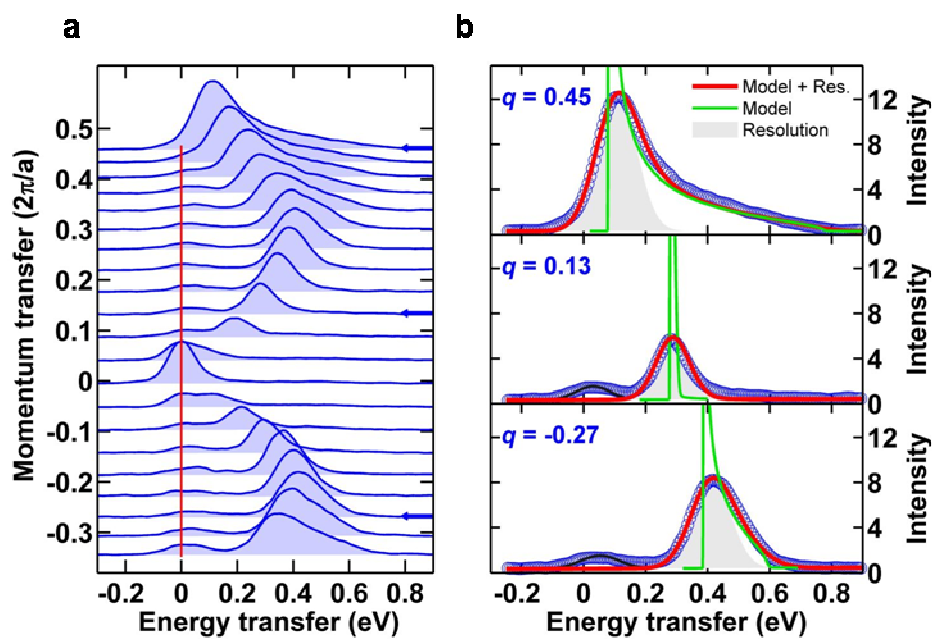 a
b
Momentum transfer (2π/a)
0.5
0.4
0.3
0.2
0.1
0
-0.1
-0.2
-0.3
-0.2 0 0.2 0.4 0.6 0.8
Energy transfer (eV)
q = 0.45
Model + Res.
Model
Resolution
12
8
4
0
Intensity
q = 0.13
12
8
4
0
Intensity
q = -0.27
12
8
4
0
Intensity
-0.2 0 0.2 0.4 0.6 0.8
Energy transfer (eV)